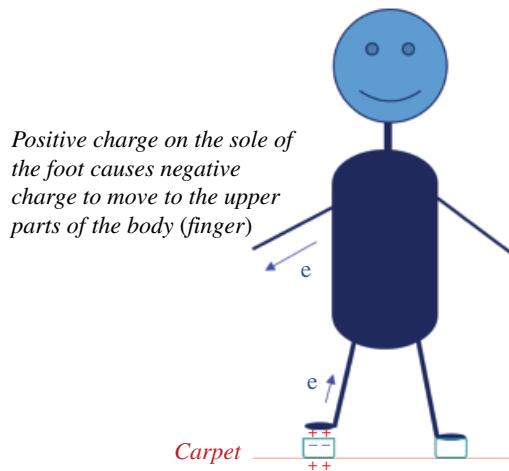 Positive charge on the sole of
the foot causes negative
charge to move to the upper
parts of the body (finger)
e
e
+ +
− −
Carpet
+ +